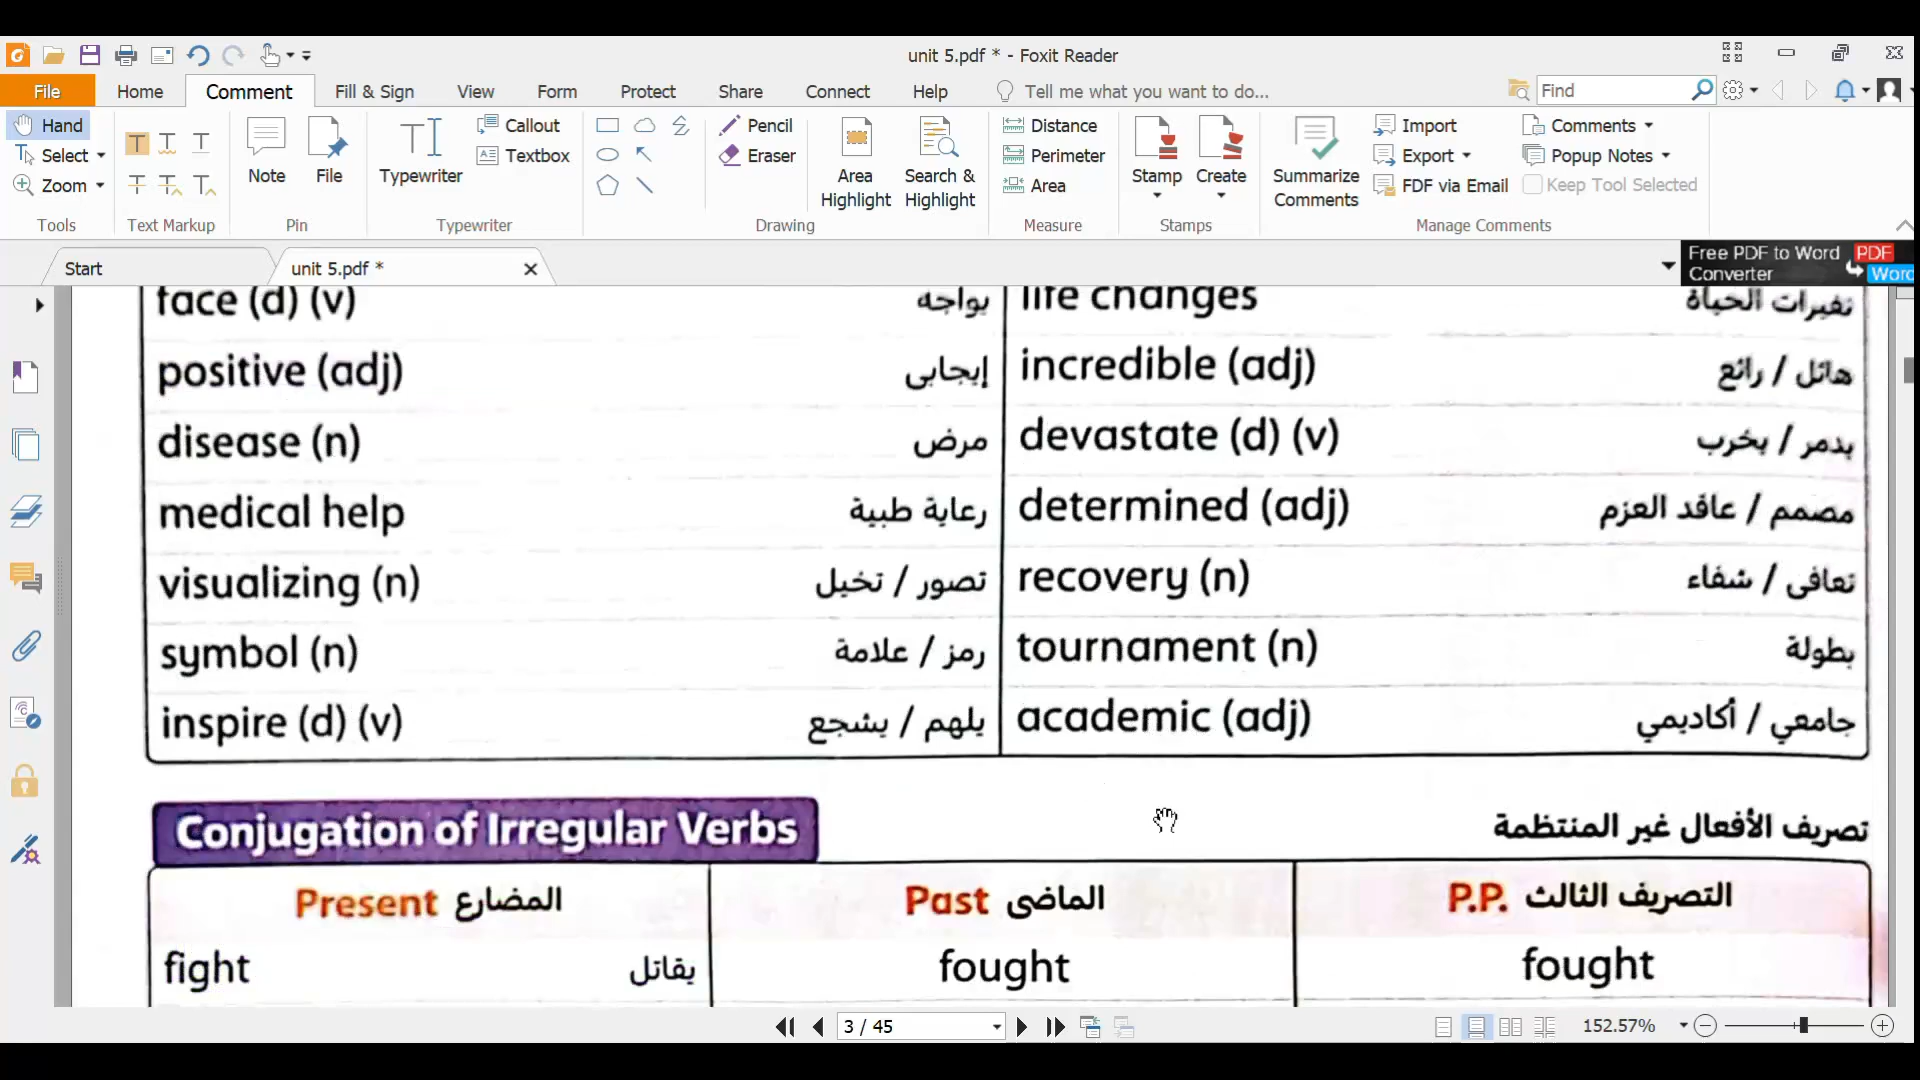 unit 5.pdf * - Foxit Reader
File Home Comment Fill & Sign View Form Protect Share Connect Help Tell me what you want to do... Find
Hand
Select
Zoom
Tools
Text Markup
Note
File
Pin
Typewriter
Callout
Textbox
Typewriter
Pencil
Eraser
Area Highlight
Search & Highlight
Drawing
Distance
Perimeter
Area
Measure
Stamp
Create
Stamps
Summarize Comments
Import
Export
FDF via Email
Comments
Popup Notes
Keep Tool Selected
Manage Comments
Start
unit 5.pdf *
Free PDF to Word Converter
PDF
Word
face (d) (v) يواجه life changes تغيرات الحياة
positive (adj) إيجابى incredible (adj) هائل / رائع
disease (n) مرض devastate (d) (v) يدمر / يخرب
medical help رعاية طبية determined (adj) مصمم / عاقد العزم
visualizing (n) تصور / تخيل recovery (n) تعافى / شفاء
symbol (n) رمز / علامة tournament (n) بطولة
inspire (d) (v) يلهم / يشجع academic (adj) جامعي / أكاديمي
Conjugation of Irregular Verbs تصريف الأفعال غير المنتظمة
Present المضارع Past الماضى P.P. التصريف الثالث
fight يقاتل fought fought
3 / 45
152.57%